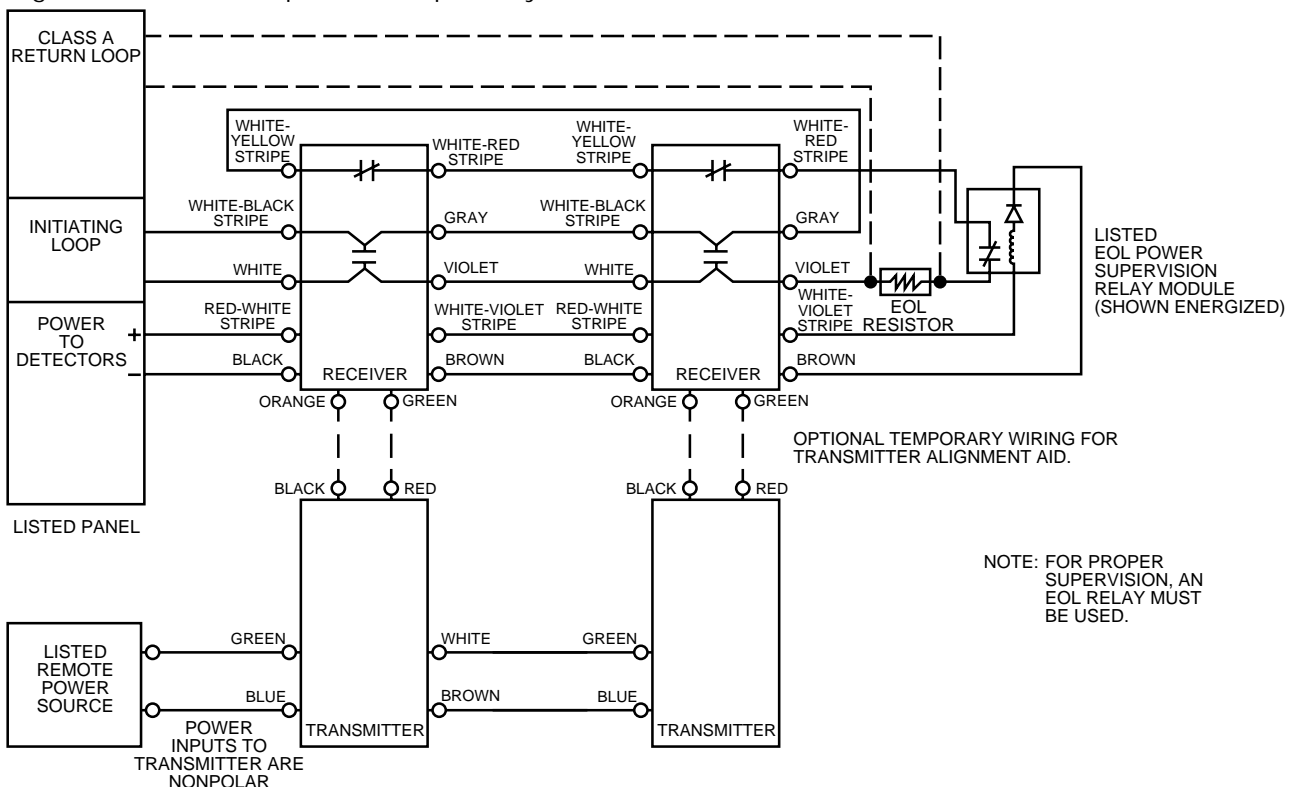 CLASS A
RETURN LOOP
WHITE-
YELLOW
STRIPE
WHITE-RED
STRIPE
WHITE-
YELLOW
STRIPE
WHITE-
RED
STRIPE
INITIATING
LOOP
WHITE-BLACK
STRIPE
GRAY
WHITE-BLACK
STRIPE
GRAY
WHITE
VIOLET
WHITE
VIOLET
LISTED
EOL POWER
SUPERVISION
RELAY MODULE
(SHOWN ENERGIZED)
POWER
TO
DETECTORS
+
–
RED-WHITE
STRIPE
WHITE-VIOLET
STRIPE
RED-WHITE
STRIPE
WHITE-
VIOLET
STRIPE
EOL
RESISTOR
BLACK
BROWN
BLACK
BROWN
RECEIVER
RECEIVER
ORANGE
GREEN
ORANGE
GREEN
OPTIONAL TEMPORARY WIRING FOR
TRANSMITTER ALIGNMENT AID.
BLACK
RED
BLACK
RED
LISTED PANEL
NOTE: FOR PROPER
SUPERVISION, AN
EOL RELAY MUST
BE USED.
LISTED
REMOTE
POWER
SOURCE
GREEN
WHITE
GREEN
BLUE
BROWN
BLUE
TRANSMITTER
TRANSMITTER
POWER
INPUTS TO
TRANSMITTER ARE
NONPOLAR